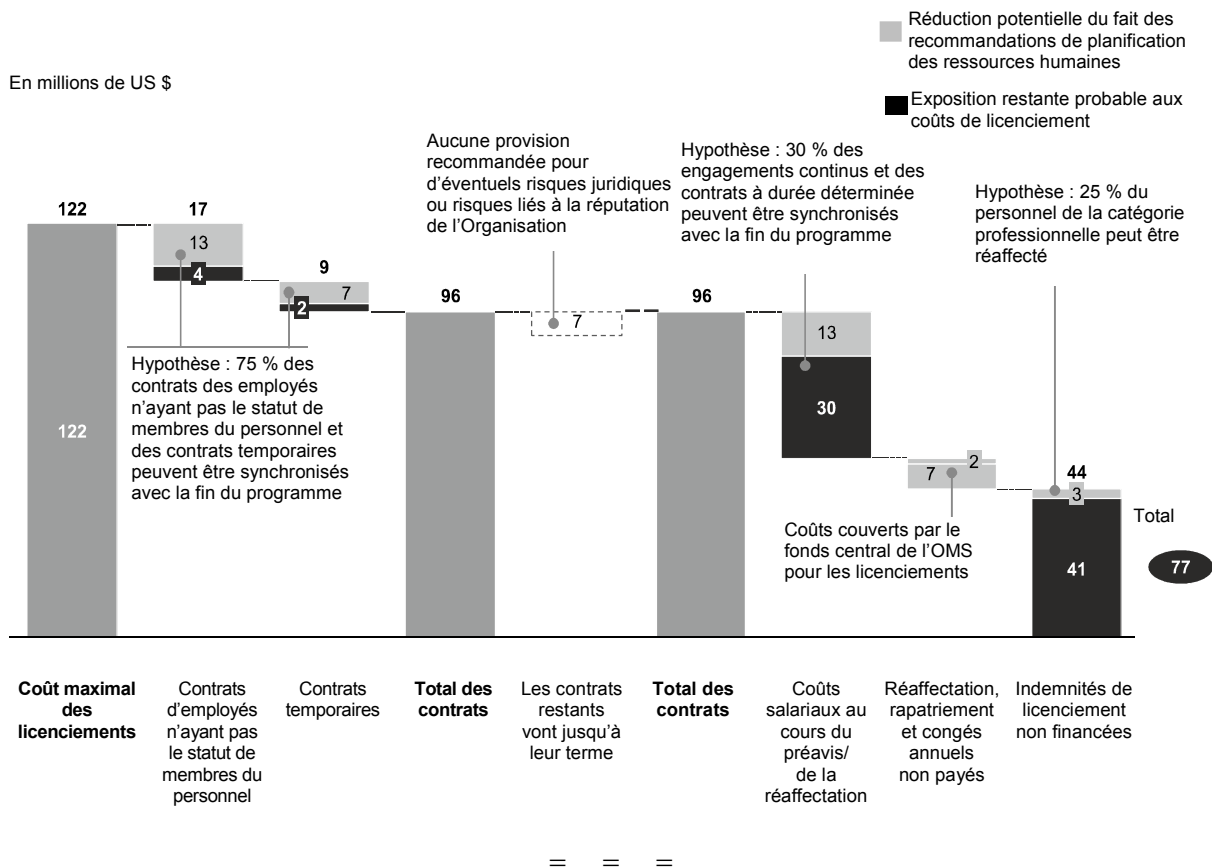 Réduction potentielle du fait des
recommandations de planification
des ressources humaines
En millions de US $
Exposition restante probable aux
coûts de licenciement
Aucune provision
recommandée pour
d'éventuels risques juridiques
ou risques liés à la réputation
de l'Organisation
Hypothèse : 30 % des
engagements continus et des
contrats à durée déterminée
peuvent être synchronisés
avec la fin du programme
Hypothèse : 25 % du
personnel de la catégorie
professionnelle peut être
réaffecté
122
17
13
4
9
7
2
96
7
96
13
30
2
7
44
3
41
122
Hypothèse : 75 % des
contrats des employés
n'ayant pas le statut de
membres du personnel et
des contrats temporaires
peuvent être synchronisés
avec la fin du programme
Coûts couverts par le
fonds central de l'OMS
pour les licenciements
Total
77
Coût maximal
des
licenciements
Contrats
d'employés
n'ayant pas
le statut de
membres du
personnel
Contrats
temporaires
Total des
contrats
Les contrats
restants
vont jusqu'à
leur terme
Total des
contrats
Coûts
salariaux au
cours du
préavis/
de la
réaffectation
Réaffectation,
rapatriement
et congés
annuels
non payés
Indemnités de
licenciement
non financées
= = =